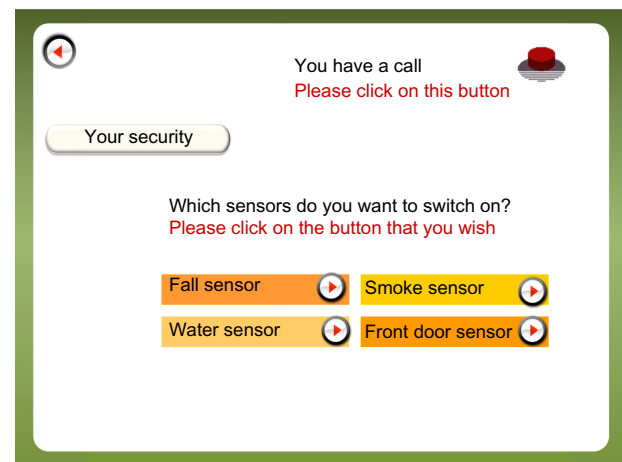 You have a call
Please click on this button
Your security
Which sensors do you want to switch on?
Please click on the button that you wish
Fall sensor
Smoke sensor
Water sensor
Front door sensor